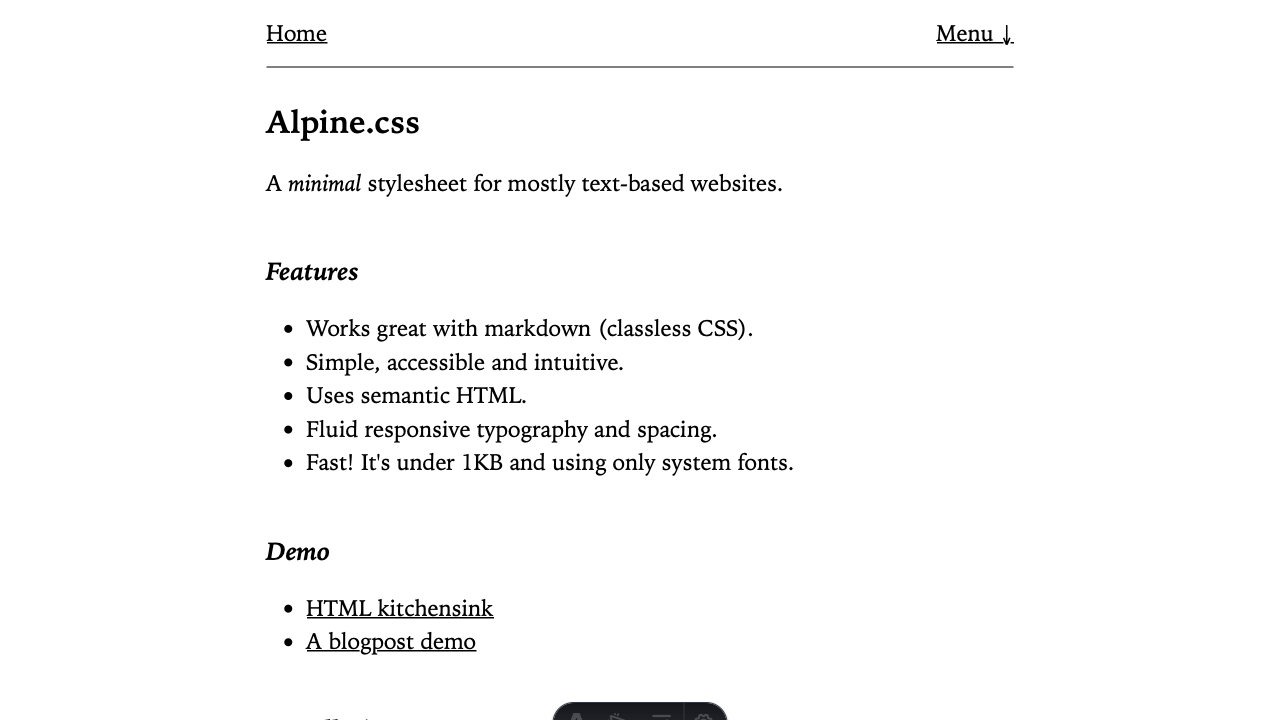 Home
Menu ↓
Alpine.css
A minimal stylesheet for mostly text-based websites.
Features
• Works great with markdown (classless CSS).
• Simple, accessible and intuitive.
• Uses semantic HTML.
• Fluid responsive typography and spacing.
• Fast! It's under 1KB and using only system fonts.
Demo
• HTML kitchensink
• A blogpost demo